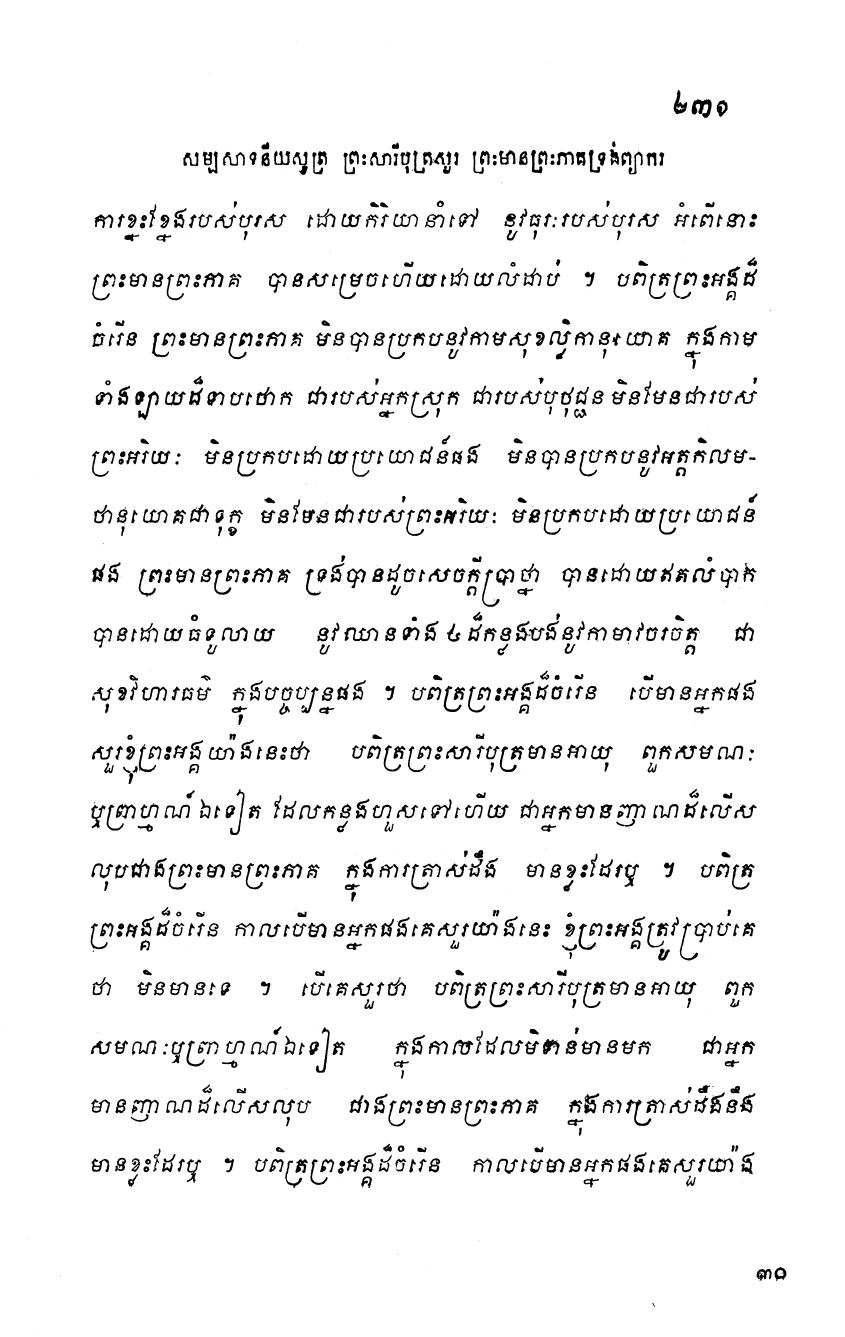 ២៣១
សម្បសាទនីយសូត្រ ព្រះសារីបុត្រសួរ ព្រះមានព្រះភាគទ្រង់ព្យាករ
ការខ្នះខ្នែងរបស់បុរស ដោយកិរិយានាំទៅ នូវធុរៈរបស់បុរស អំពើនោះ
ព្រះមានព្រះភាគ បានសម្រេចហើយដោយលំដាប់ ។ បពិត្រព្រះអង្គដ៏
ចំរើន ព្រះមានព្រះភាគ មិនបានប្រកបនូវកាមសុខល្លិកានុយោគ ក្នុងកាម
ទាំងឡាយដ៏ទាបថោក ជារបស់អ្នកស្រុក ជារបស់បុថុជ្ជន មិនមែនជារបស់
ព្រះអរិយៈ មិនប្រកបដោយប្រយោជន៍ផង មិនបានប្រកបនូវអត្តកិលម-
ថានុយោគជាទុក្ខ មិនមែនជារបស់ព្រះអរិយៈ មិនប្រកបដោយប្រយោជន៍
ផង ព្រះមានព្រះភាគ ទ្រង់បានដូចសេចក្តីប្រាថ្នា បានដោយឥតលំបាក
បានដោយធំទូលាយ នូវឈានទាំង ៤ ដ៏កន្លងបង់នូវកាមាវចរចិត្ត ជា
សុខវិហារធម៌ ក្នុងបច្ចុប្បន្នផង ។ បពិត្រព្រះអង្គដ៏ចំរើន បើមានអ្នកផង
សួរខ្ញុំព្រះអង្គយ៉ាងនេះថា បពិត្រព្រះសារីបុត្រមានអាយុ ពួកសមណៈ
ឬព្រាហ្មណ៍ឯទៀត ដែលកន្លងហួសទៅហើយ ជាអ្នកមានញាណដ៏លើស
លុបជាងព្រះមានព្រះភាគ ក្នុងការត្រាស់ដឹង មានខ្លះដែរឬ ។ បពិត្រ
ព្រះអង្គដ៏ចំរើន កាលបើមានអ្នកផងគេសួរយ៉ាងនេះ ខ្ញុំព្រះអង្គត្រូវប្រាប់គេ
ថា មិនមានទេ ។ បើគេសួរថា បពិត្រព្រះសារីបុត្រមានអាយុ ពួក
សមណៈឬព្រាហ្មណ៍ឯទៀត ក្នុងកាលដែលមិនទាន់មានមក ជាអ្នក
មានញាណដ៏លើសលុប ជាងព្រះមានព្រះភាគ ក្នុងការត្រាស់ដឹងនឹង
មានខ្លះដែរឬ ។ បពិត្រព្រះអង្គដ៏ចំរើន កាលបើមានអ្នកផងគេសួរយ៉ាង
៣០